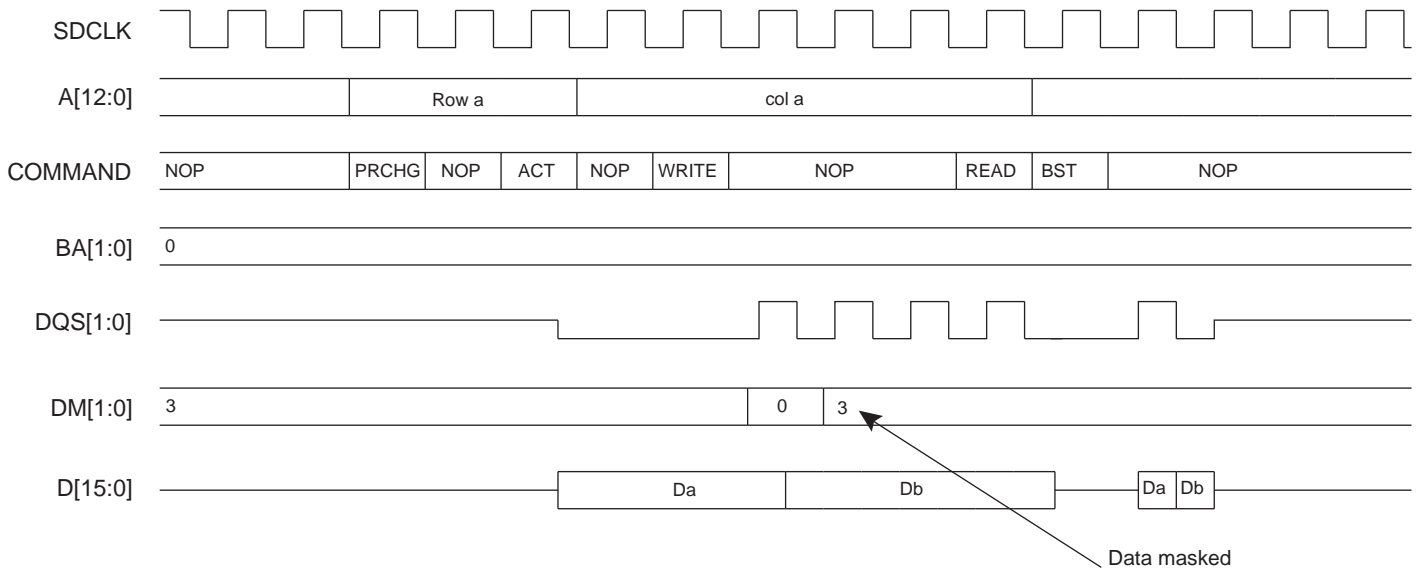 SDCLK
A[12:0] Row a col a
COMMAND NOP PRCHG NOP ACT NOP WRITE NOP READ BST NOP
BA[1:0] 0
DQS[1:0]
DM[1:0] 3 0 3
D[15:0] Da Db Da Db
Data masked